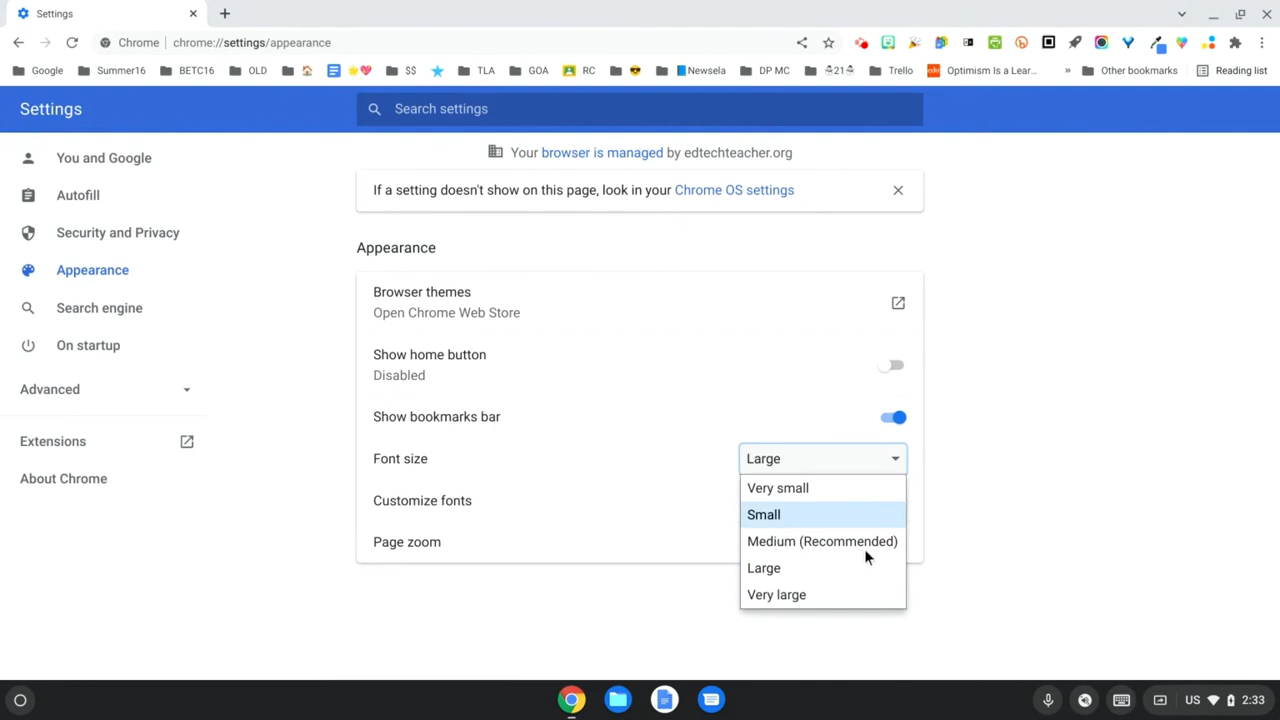 Settings
Chrome | chrome://settings/appearance
Google Summer16 BETC16 OLD $$ TLA GOA RC Newsela DP MC 21 Trello Optimism Is a Lear... » Other bookmarks Reading list
Settings
Search settings
Your browser is managed by edtechteacher.org
If a setting doesn't show on this page, look in your Chrome OS settings
You and Google
Autofill
Security and Privacy
Appearance
Search engine
On startup
Advanced
Extensions
About Chrome
Appearance
Browser themes
Open Chrome Web Store
Show home button
Disabled
Show bookmarks bar
Font size
Large
Very small
Small
Medium (Recommended)
Large
Very large
Customize fonts
Page zoom
US 2:33